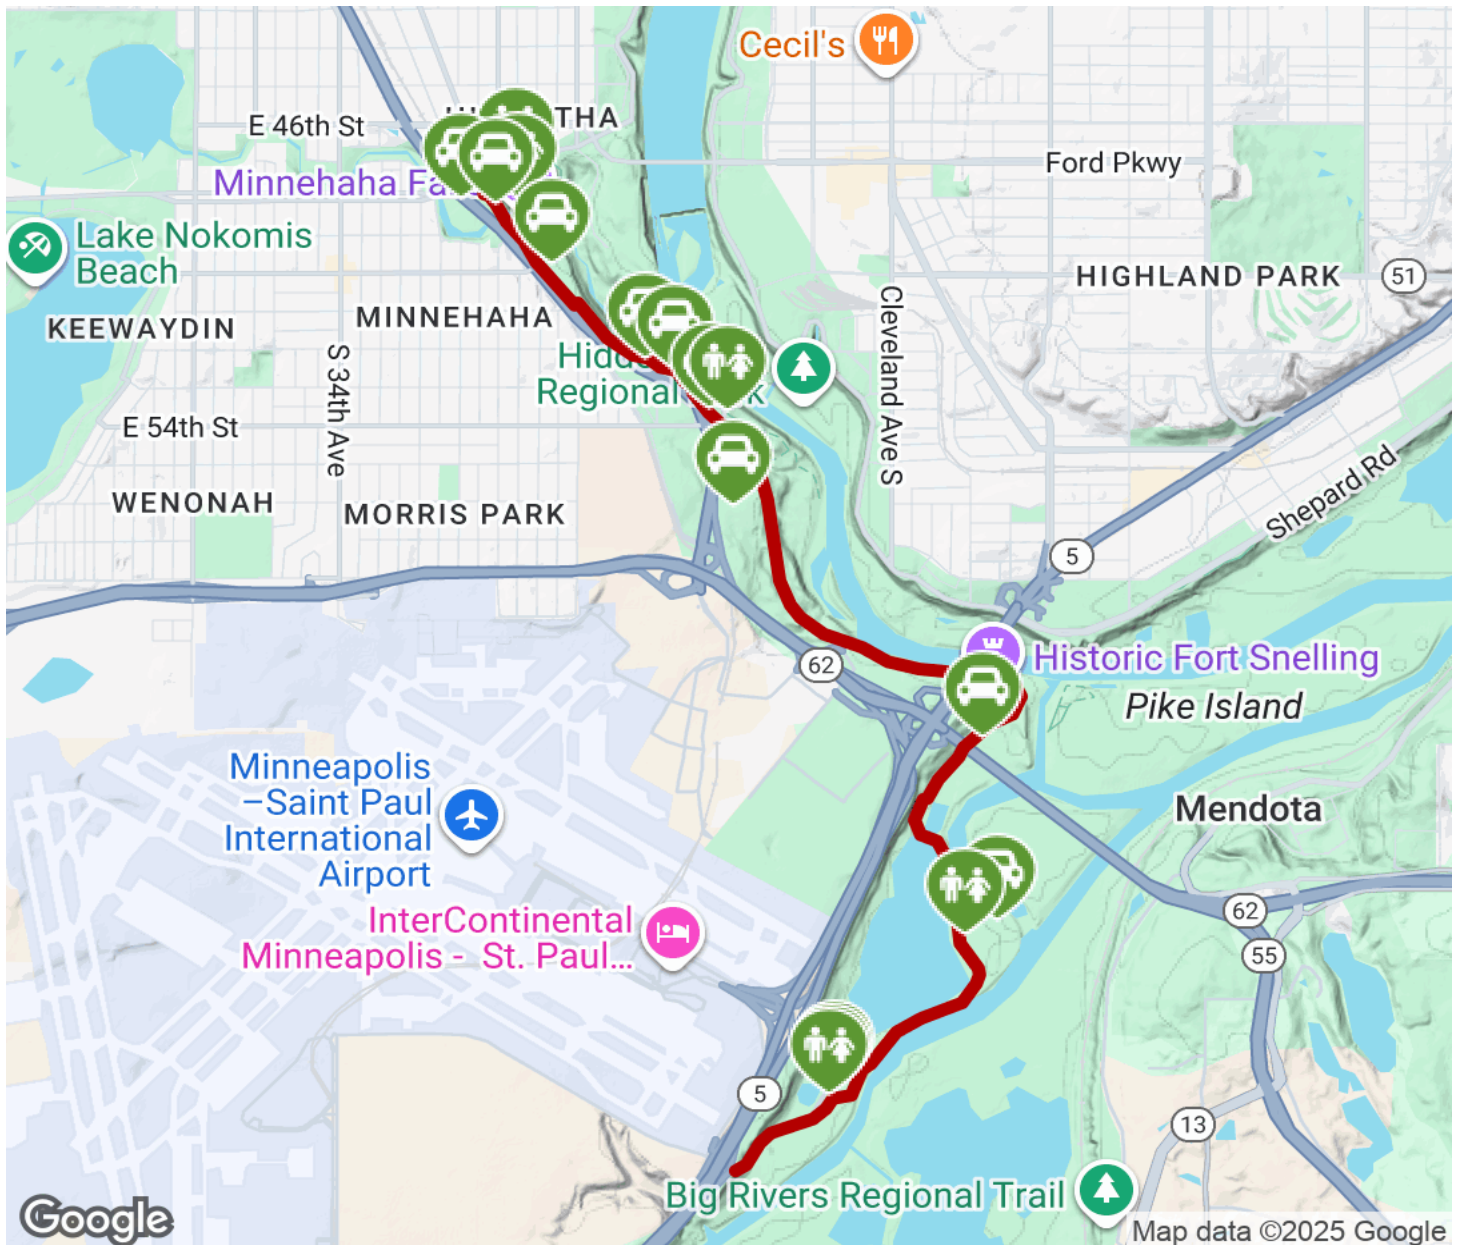 Cecil's
E 46th St
THA
Ford Pkwy
Minnehaha
Lake Nokomis
Beach
HIGHLAND PARK
51
KEEWAYDIN
MINNEHAHA
S 34th Ave
Cleveland Ave S
Regional
E 54th St
WENONAH
MORRIS PARK
Shepard Rd
5
62
Historic Fort Snelling
Pike Island
Minneapolis
–Saint Paul
International
Airport
Mendota
InterContinental
Minneapolis - St. Paul...
62
55
5
13
Big Rivers Regional Trail
Google
Map data ©2025 Google